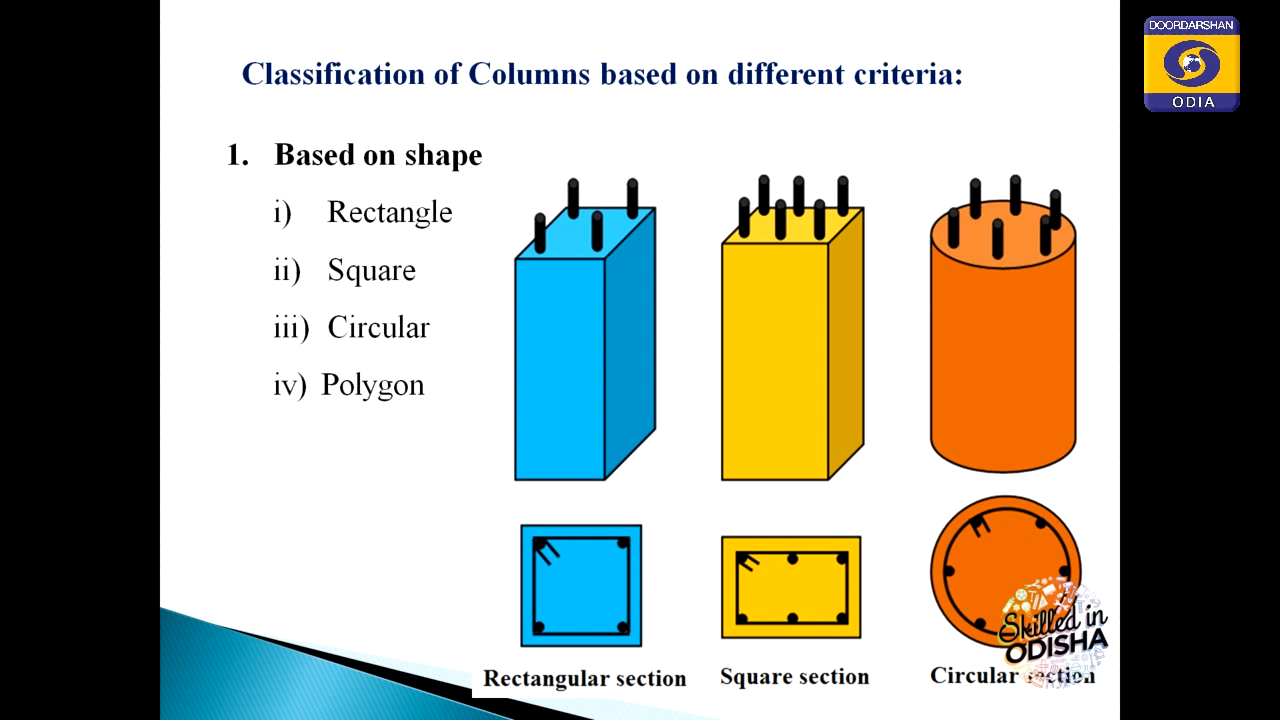 DOORDARSHAN
ODIA
Classification of Columns based on different criteria:
1. Based on shape
i) Rectangle
ii) Square
iii) Circular
iv) Polygon
Rectangular section
Square section
Circular section
Skilled in
ODISHA